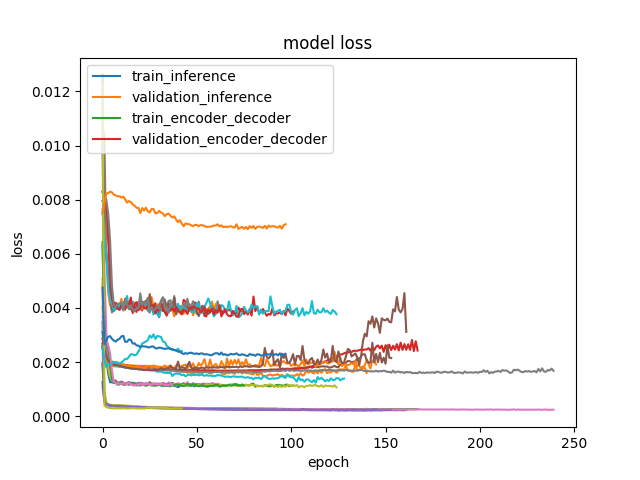 model loss
train_inference
validation_inference
train_encoder_decoder
validation_encoder_decoder
0.012
0.010
0.008
0.006
0.004
0.002
0.000
loss
0 50 100 150 200 250
epoch